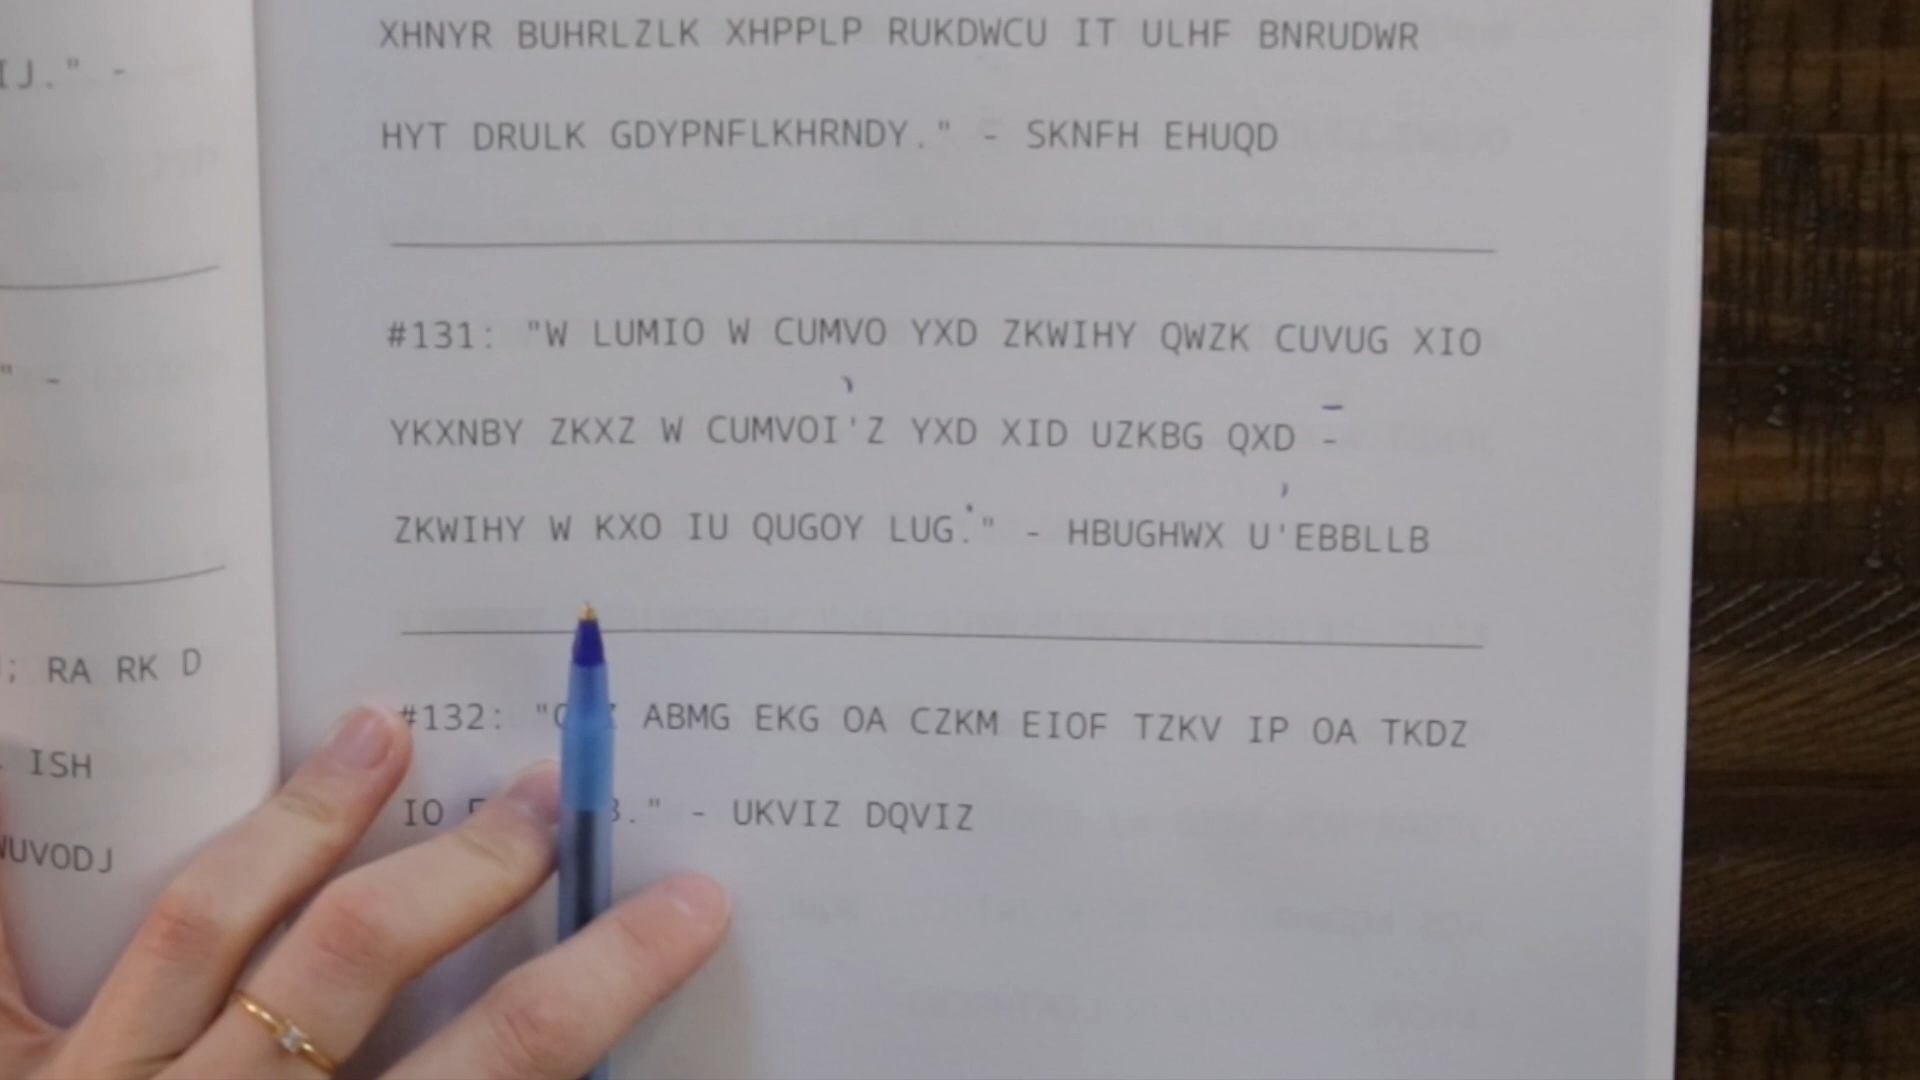 IJ." -
XHNYR BUHRLZLK XHPPLP RUKDWCU IT ULHF BNRUDWR
HYT DRULK GDYPNFLKHRNDY." - SKNFH EHUQD
#131: "W LUMIO W CUMVO YXD ZKWIHY QWZK CUVUG XIO
YKXNBY ZKXZ W CUMVOI'Z YXD XID UZKBG QXD -
ZKWIHY W KXO IU QUGOY LUG." - HBUGHWX U'EBBLLB
" -
; RA RK D
ISH
#132: ABMG EKG OA CZKM EIOF TZKV IP OA TKDZ
IO " - UKVIZ DQVIZ